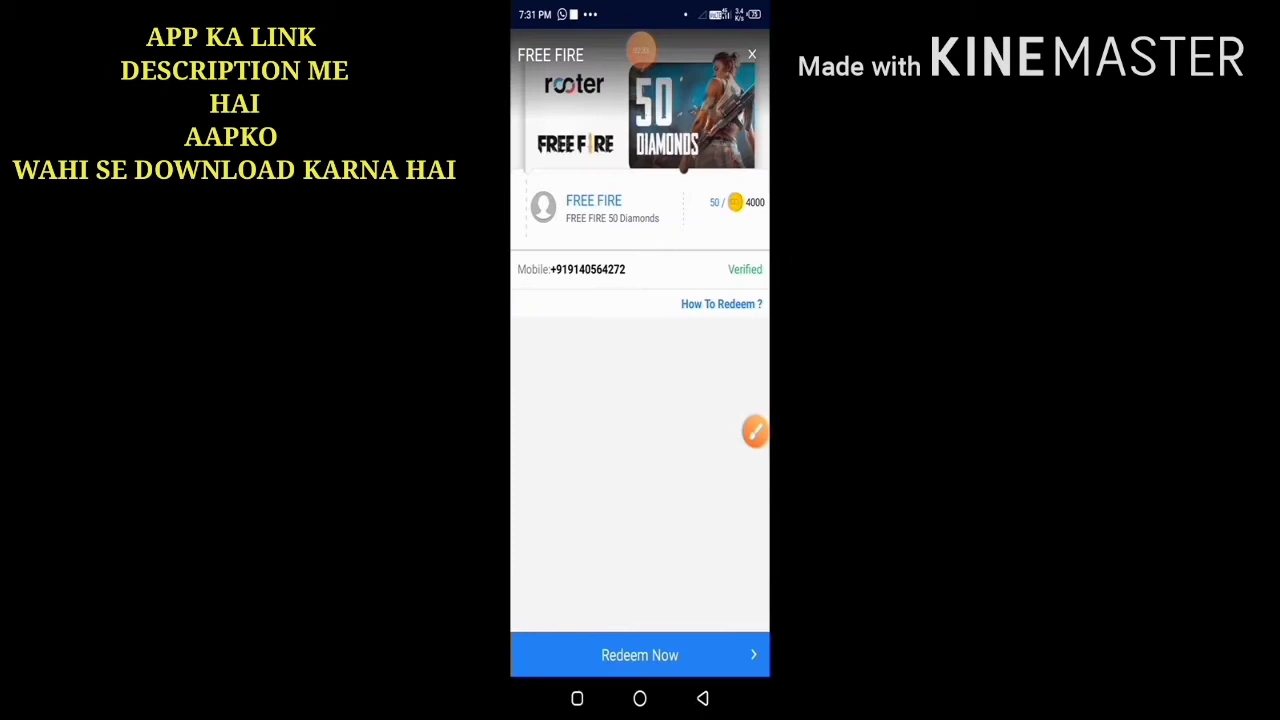 APP KA LINK
DESCRIPTION ME
HAI
AAPKO
WAHI SE DOWNLOAD KARNA HAI
7:31 PM
3.4
K/s
FREE FIRE
X
rooter
FREE FIRE
50
DIAMONDS
FREE FIRE
FREE FIRE 50 Diamonds
50 / 4000
Mobile:+919140564272
Verified
How To Redeem ?
Redeem Now
Made with KINEMASTER